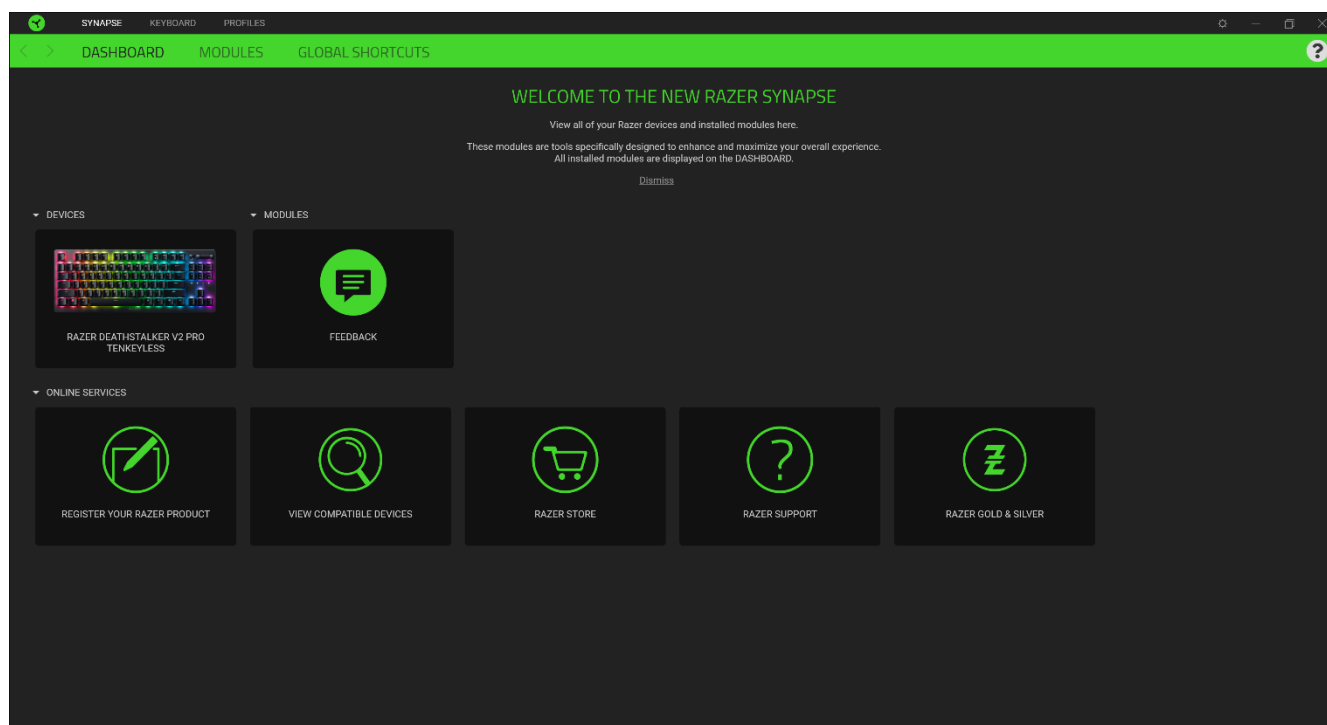 SYNAPSE KEYBOARD PROFILES
DASHBOARD MODULES GLOBAL SHORTCUTS
?
WELCOME TO THE NEW RAZER SYNAPSE
View all of your Razer devices and installed modules here.
These modules are tools specifically designed to enhance and maximize your overall experience.
All installed modules are displayed on the DASHBOARD.
Dismiss
DEVICES
MODULES
RAZER DEATHSTALKER V2 PRO
TENKEYLESS
FEEDBACK
ONLINE SERVICES
REGISTER YOUR RAZER PRODUCT
VIEW COMPATIBLE DEVICES
RAZER STORE
?
RAZER SUPPORT
RAZER GOLD & SILVER